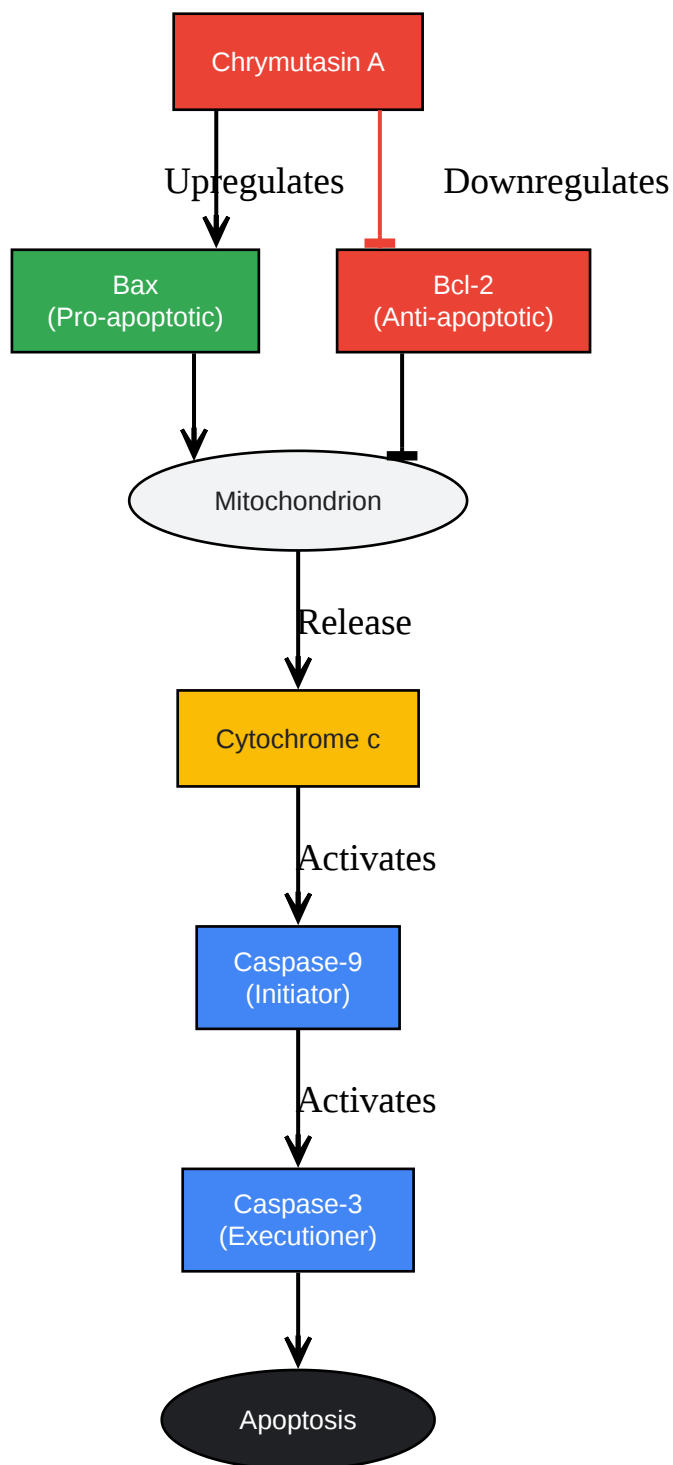 Chrymutasin A
Upregulates
Downregulates
Bax
(Pro-apoptotic)
Bcl-2
(Anti-apoptotic)
Mitochondrion
Release
Cytochrome c
Activates
Caspase-9
(Initiator)
Activates
Caspase-3
(Executioner)
Apoptosis